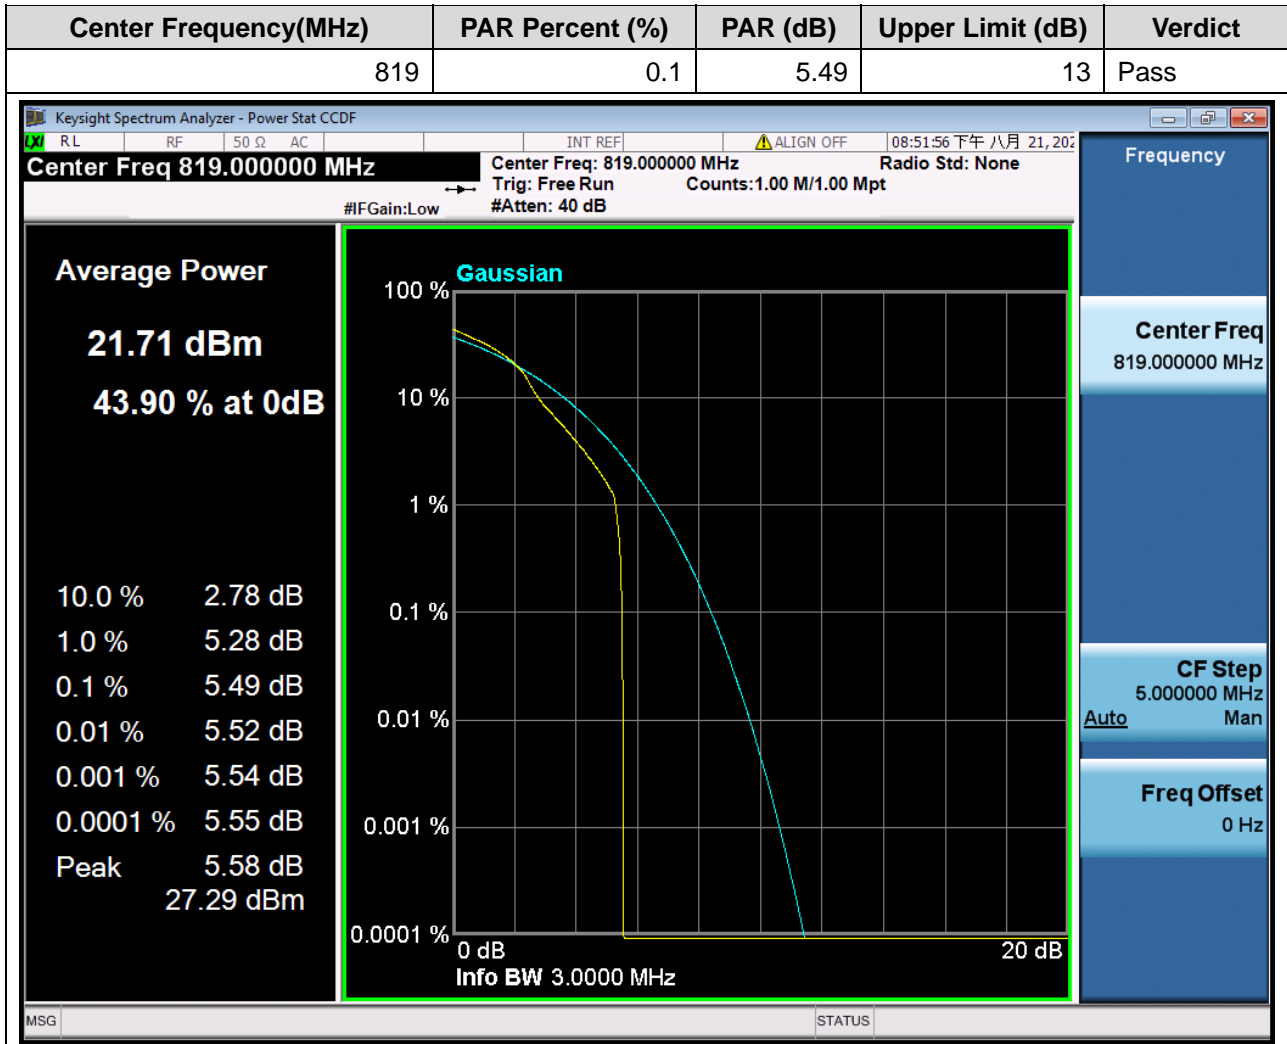 Center Frequency(MHz) PAR Percent (%) PAR (dB) Upper Limit (dB) Verdict
819 0.1 5.49 13 Pass
Keysight Spectrum Analyzer - Power Stat CCDF
LXI RL RF 50 Ω AC INT REF ALIGN OFF 08:51:56 下午 八月 21, 202
Center Freq 819.000000 MHz
Center Freq: 819.000000 MHz Radio Std: None
Trig: Free Run Counts:1.00 M/1.00 Mpt
#IFGain:Low #Atten: 40 dB
Average Power
21.71 dBm
43.90 % at 0dB
10.0 % 2.78 dB
1.0 % 5.28 dB
0.1 % 5.49 dB
0.01 % 5.52 dB
0.001 % 5.54 dB
0.0001 % 5.55 dB
Peak 5.58 dB
27.29 dBm
Gaussian
100 %
10 %
1 %
0.1 %
0.01 %
0.001 %
0.0001 %
0 dB 20 dB
Info BW 3.0000 MHz
Frequency
Center Freq
819.000000 MHz
CF Step
5.000000 MHz
Auto Man
Freq Offset
0 Hz
MSG STATUS